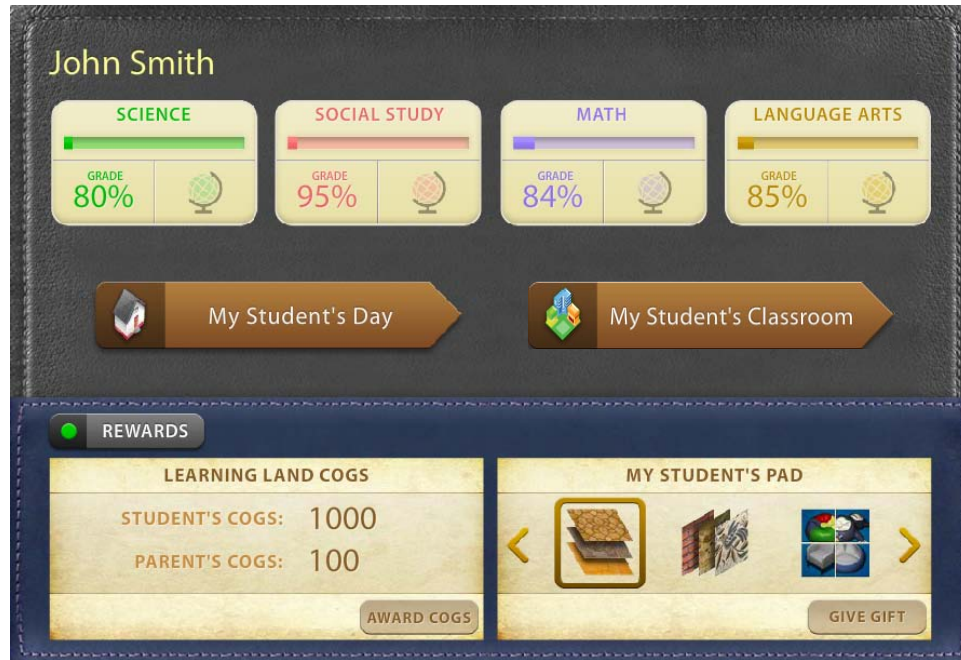 John Smith
SCIENCE
GRADE
80%
SOCIAL STUDY
GRADE
95%
MATH
GRADE
84%
LANGUAGE ARTS
GRADE
85%
My Student's Day
My Student's Classroom
REWARDS
LEARNING LAND COGS
STUDENT'S COGS: 1000
PARENT'S COGS: 100
AWARD COGS
MY STUDENT'S PAD
GIVE GIFT